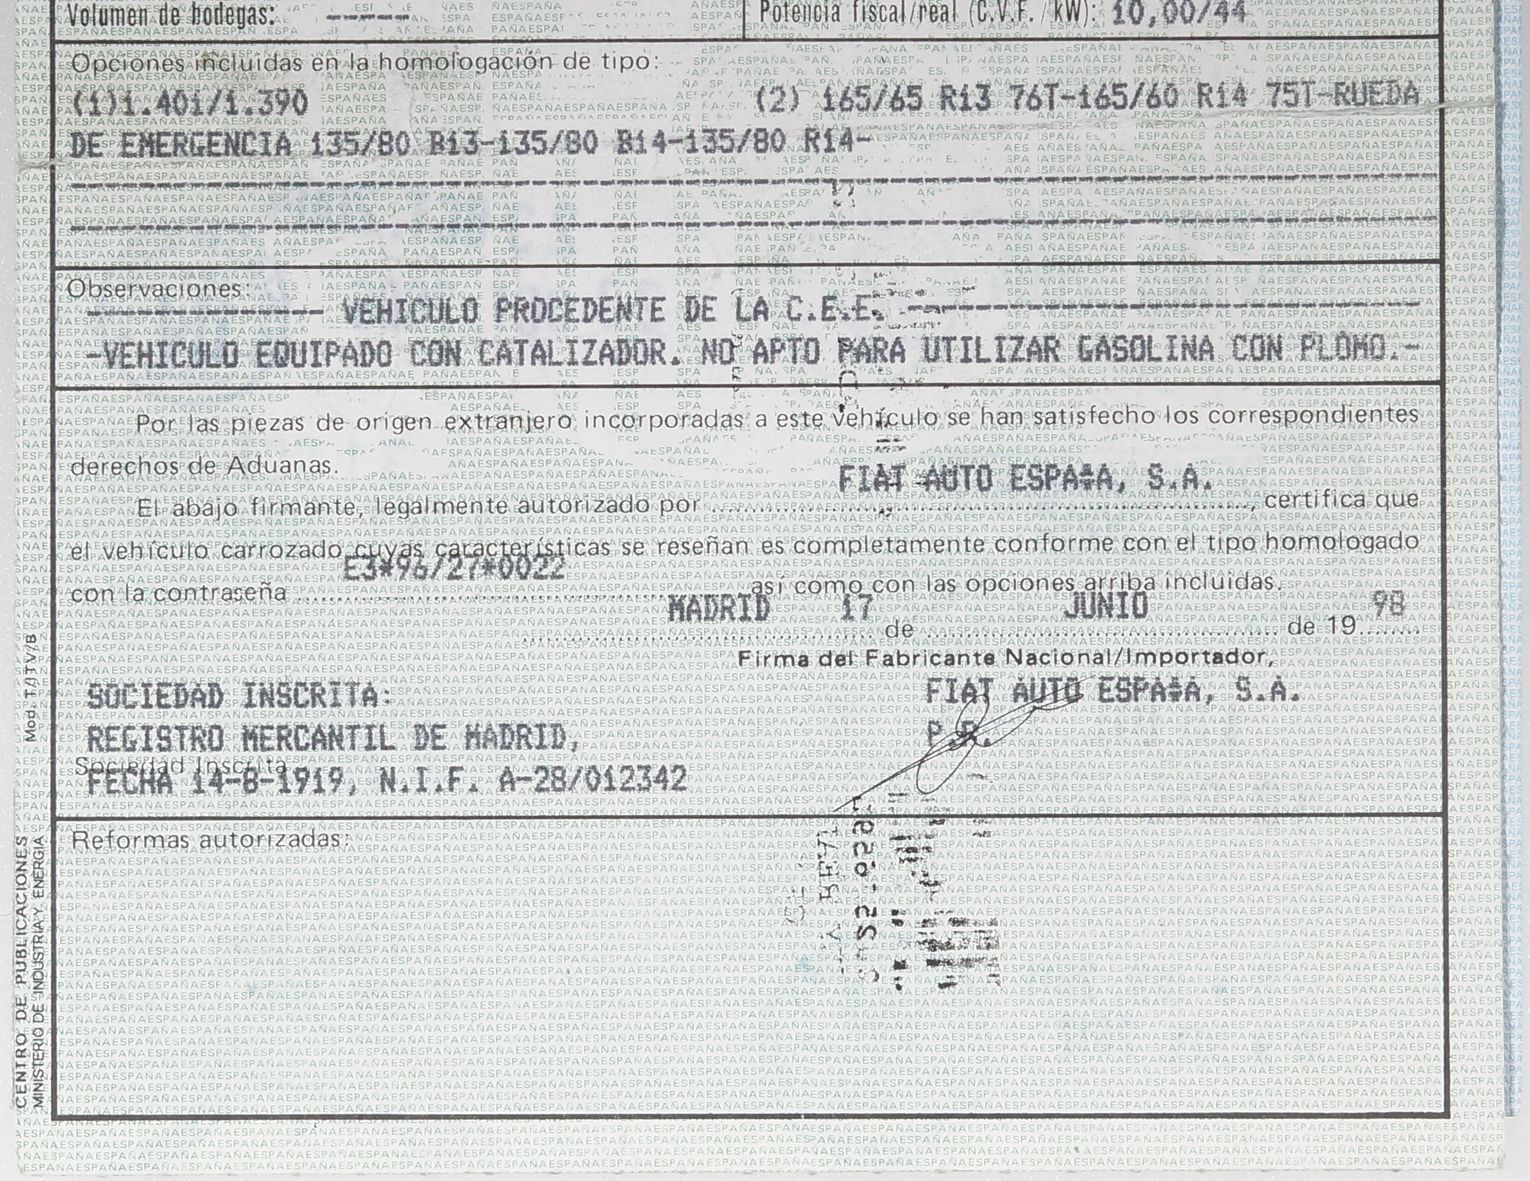 Volumen de bodegas: -----
Potencia fiscal/real (C.V.F./kW): 10,00/44
Opciones incluidas en la homologación de tipo:
(1)1.40i/1.390 (2) 165/65 R13 76T-165/60 R14 75T-RUEDA
DE EMERGENCIA 135/80 B13-135/80 B14-135/80 R14-
Observaciones:
-------------- VEHICULO PROCEDENTE DE LA C.E.E. ------------------------------
-VEHICULO EQUIPADO CON CATALIZADOR. NO APTO PARA UTILIZAR GASOLINA CON PLOMO.-
Por las piezas de origen extranjero incorporadas a este vehículo se han satisfecho los correspondientes
derechos de Aduanas.
FIAT AUTO ESPA#A, S.A.
El abajo firmante, legalmente autorizado por ........................, certifica que
el vehículo carrozado cuyas características se reseñan es completamente conforme con el tipo homologado
E3*96/27*0022
con la contraseña ........................ así como con las opciones arriba incluidas,
MADRID 17 JUNIO 98
........................ de ........................ de 19........
Firma del Fabricante Nacional/Importador,
SOCIEDAD INSCRITA: FIAT AUTO ESPA#A, S.A.
REGISTRO MERCANTIL DE MADRID, P.R.
Sociedad Inscrita
FECHA 14-8-1919, N.I.F. A-28/012342
Reformas autorizadas:
Mod. T/ITV/B
CENTRO DE PUBLICACIONES
MINISTERIO DE INDUSTRIA Y ENERGIA